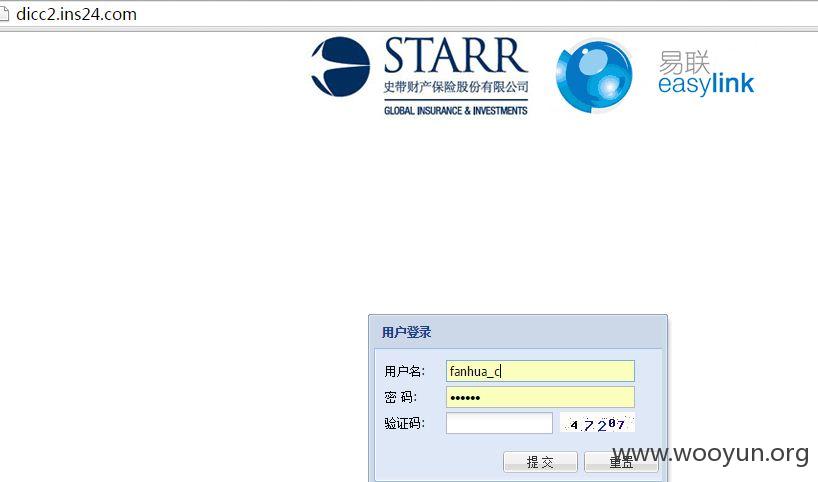 dicc2.ins24.com
STARR
史带财产保险股份有限公司
GLOBAL INSURANCE & INVESTMENTS
易联
easylink
用户登录
用户名: fanhua_c
密 码: ••••••
验证码: 47207
提 交 重置
www.wooyun.org